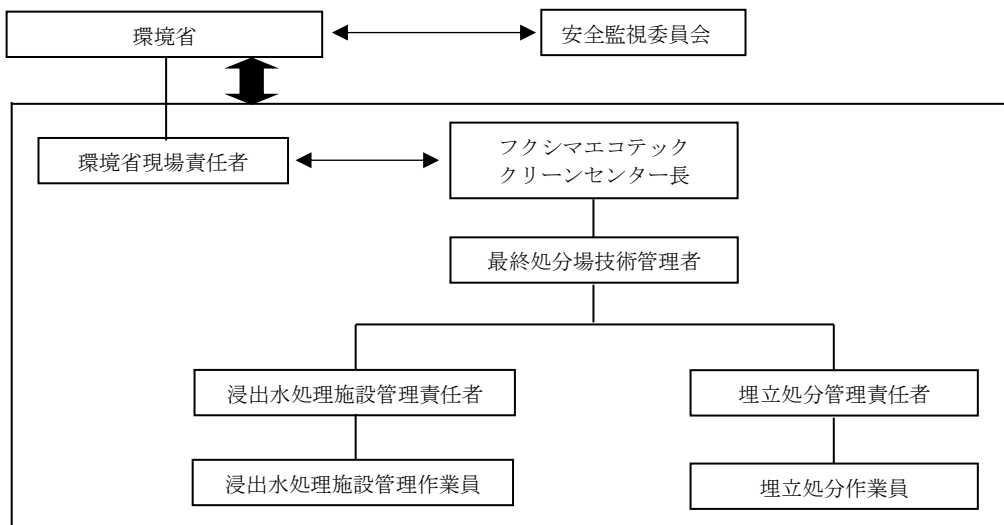 環境省
安全監視委員会
環境省現場責任者
フクシマエコテック
クリーンセンター長
最終処分場技術管理者
浸出水処理施設管理責任者
埋立処分管理責任者
浸出水処理施設管理作業員
埋立処分作業員